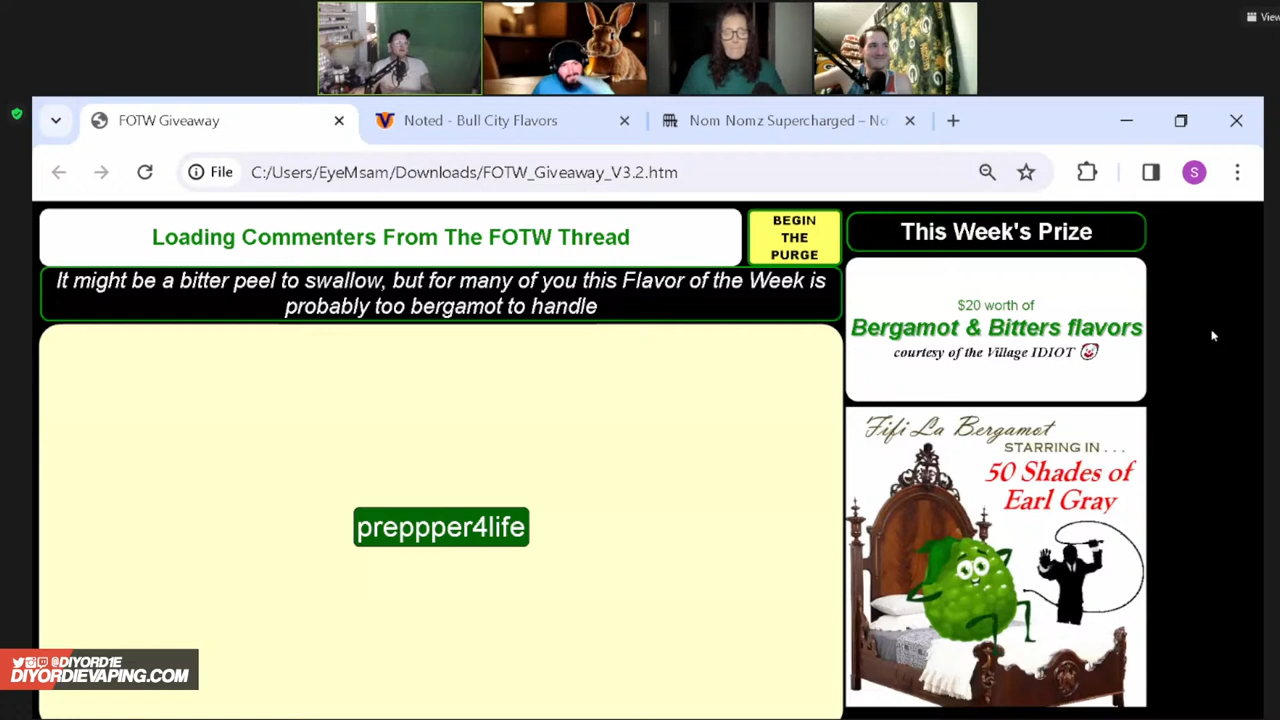 View
FOTW Giveaway
Noted - Bull City Flavors
Nom Nomz Supercharged – No
File
C:/Users/EyeMsam/Downloads/FOTW_Giveaway_V3.2.htm
S
Loading Commenters From The FOTW Thread
BEGIN
THE
PURGE
This Week's Prize
It might be a bitter peel to swallow, but for many of you this Flavor of the Week is
probably too bergamot to handle
$20 worth of
Bergamot & Bitters flavors
courtesy of the Village IDIOT
Fifi La Bergamot
STARRING IN . . .
50 Shades of
Earl Gray
preppper4life
@DIYORD1E
DIYORDIEVAPING.COM